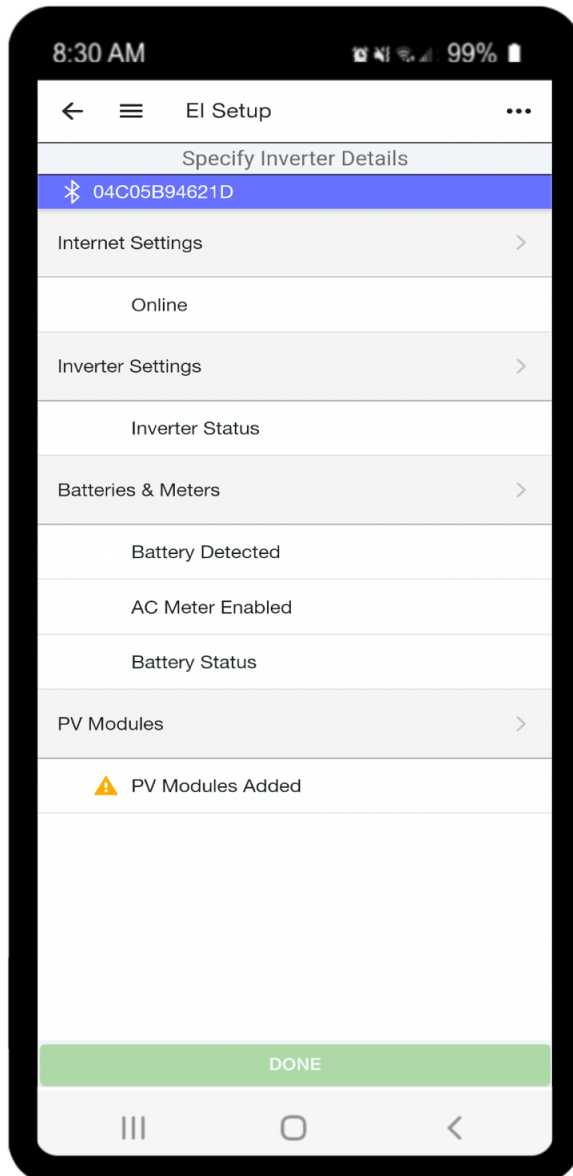 8:30 AM 99%
EI Setup
Specify Inverter Details
04C05B94621D
Internet Settings
Online
Inverter Settings
Inverter Status
Batteries & Meters
Battery Detected
AC Meter Enabled
Battery Status
PV Modules
PV Modules Added
DONE